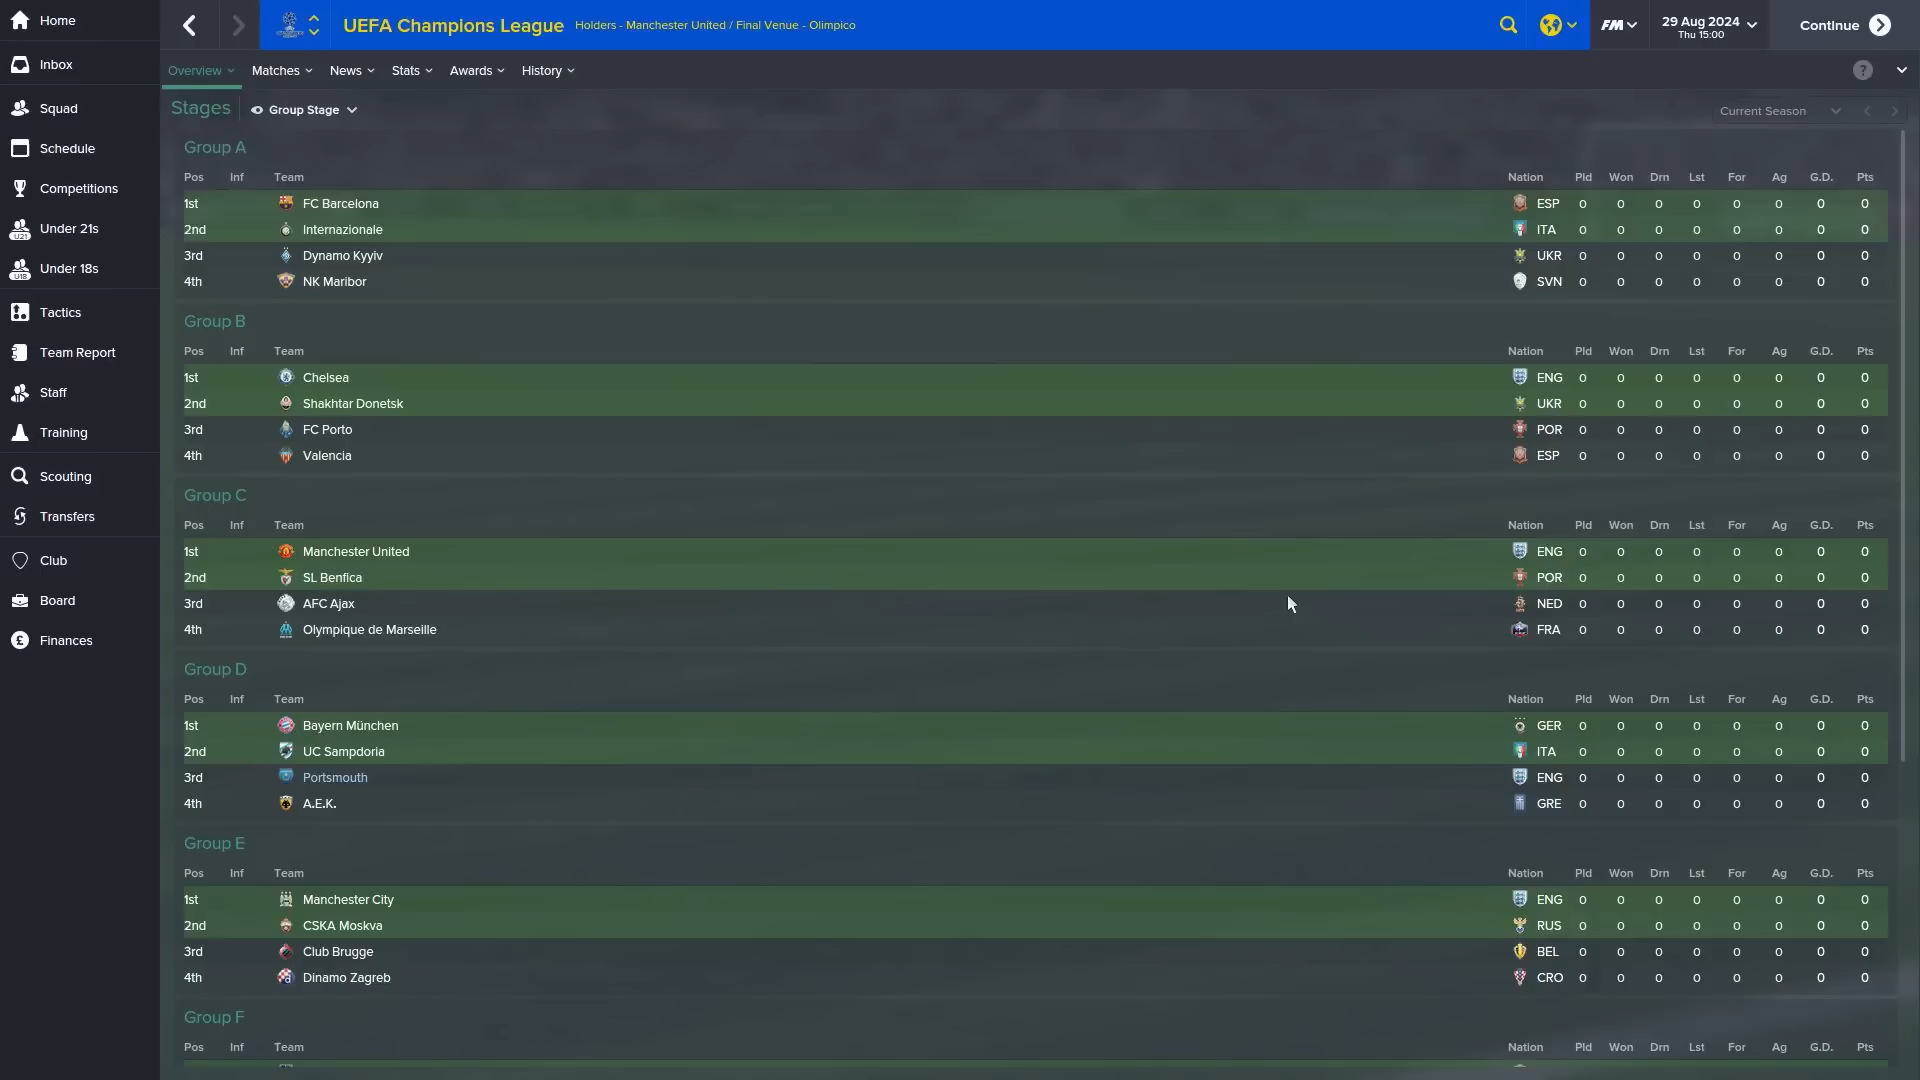 Home
Inbox
Squad
Schedule
Competitions
U21 Under 21s
U18 Under 18s
Tactics
Team Report
Staff
Training
Scouting
Transfers
Club
Board
£ Finances
UEFA Champions League Holders - Manchester United / Final Venue - Olimpico
FM
29 Aug 2024
Thu 15:00
Continue
Overview Matches News Stats Awards History ?
Stages Group Stage Current Season
Group A
Pos Inf Team Nation Pld Won Drn Lst For Ag G.D. Pts
1st FC Barcelona ESP 0 0 0 0 0 0 0 0
2nd Internazionale ITA 0 0 0 0 0 0 0 0
3rd Dynamo Kyyiv UKR 0 0 0 0 0 0 0 0
4th NK Maribor SVN 0 0 0 0 0 0 0 0
Group B
Pos Inf Team Nation Pld Won Drn Lst For Ag G.D. Pts
1st Chelsea ENG 0 0 0 0 0 0 0 0
2nd Shakhtar Donetsk UKR 0 0 0 0 0 0 0 0
3rd FC Porto POR 0 0 0 0 0 0 0 0
4th Valencia ESP 0 0 0 0 0 0 0 0
Group C
Pos Inf Team Nation Pld Won Drn Lst For Ag G.D. Pts
1st Manchester United ENG 0 0 0 0 0 0 0 0
2nd SL Benfica POR 0 0 0 0 0 0 0 0
3rd AFC Ajax NED 0 0 0 0 0 0 0 0
4th Olympique de Marseille FRA 0 0 0 0 0 0 0 0
Group D
Pos Inf Team Nation Pld Won Drn Lst For Ag G.D. Pts
1st Bayern München GER 0 0 0 0 0 0 0 0
2nd UC Sampdoria ITA 0 0 0 0 0 0 0 0
3rd Portsmouth ENG 0 0 0 0 0 0 0 0
4th A.E.K. GRE 0 0 0 0 0 0 0 0
Group E
Pos Inf Team Nation Pld Won Drn Lst For Ag G.D. Pts
1st Manchester City ENG 0 0 0 0 0 0 0 0
2nd CSKA Moskva RUS 0 0 0 0 0 0 0 0
3rd Club Brugge BEL 0 0 0 0 0 0 0 0
4th Dinamo Zagreb CRO 0 0 0 0 0 0 0 0
Group F
Pos Inf Team Nation Pld Won Drn Lst For Ag G.D. Pts